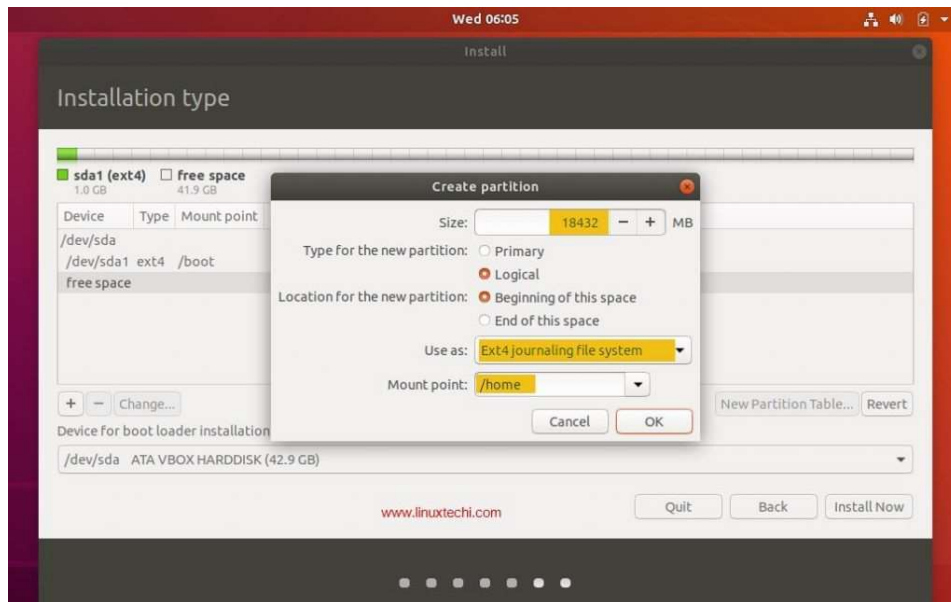 Wed 06:05
Install
Installation type
sda1 (ext4) free space
1.0 GB 41.9 GB
Device Type Mount point
/dev/sda
/dev/sda1 ext4 /boot
free space
Create partition
Size: 18432 − + MB
Type for the new partition: Primary
Logical
Location for the new partition: Beginning of this space
End of this space
Use as: Ext4 journaling file system
Mount point: /home
Cancel OK
+ − Change... New Partition Table... Revert
Device for boot loader installation
/dev/sda ATA VBOX HARDDISK (42.9 GB)
www.linuxtechi.com
Quit Back Install Now